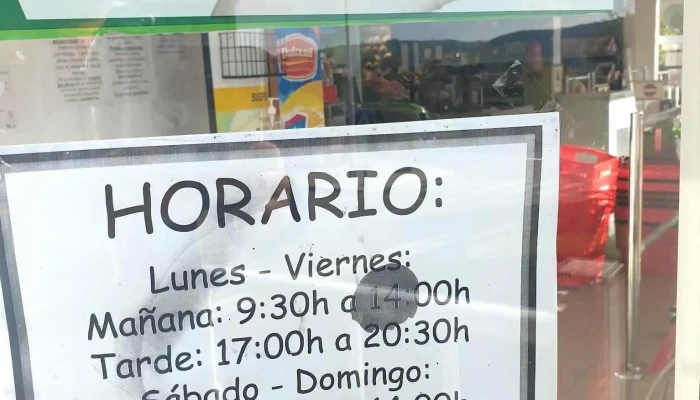 HORARIO:
Lunes - Viernes:
Mañana: 9:30h a 14:00h
Tarde: 17:00h a 20:30h
Sábado - Domingo: